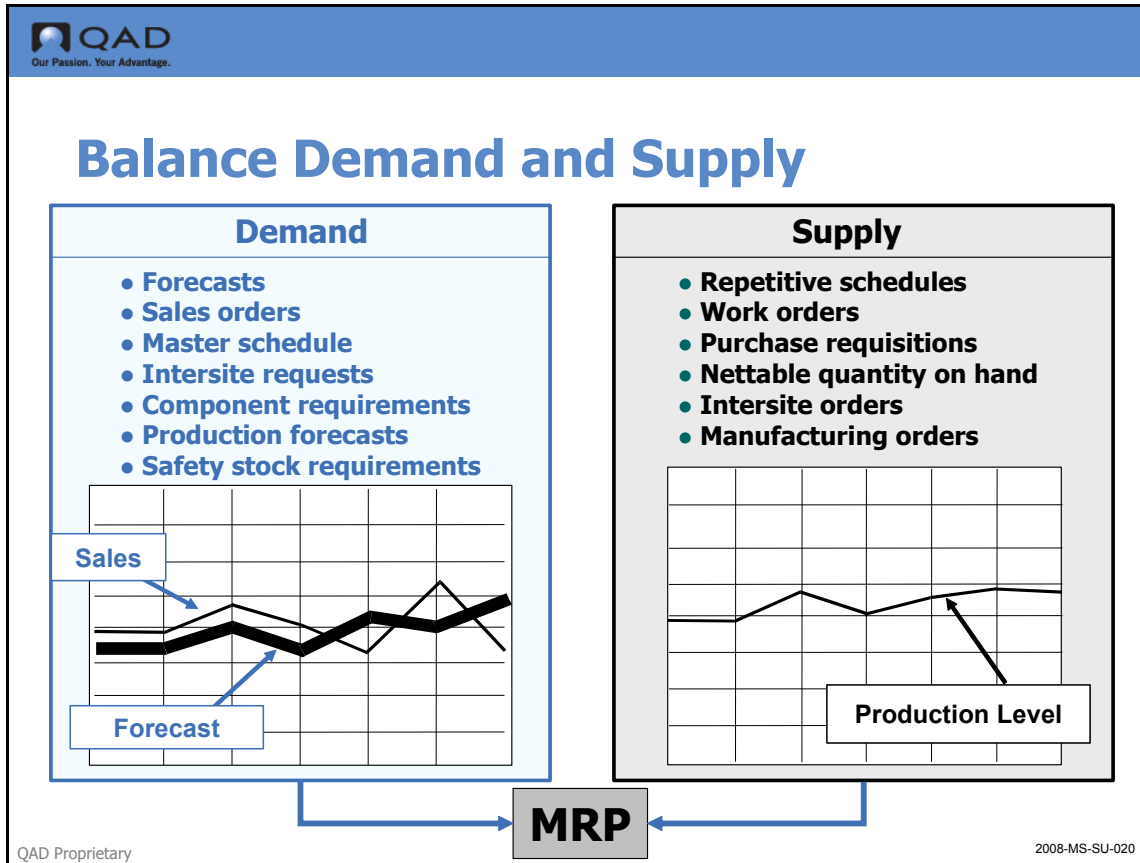 QAD
Our Passion. Your Advantage.
Balance Demand and Supply
Demand
● Forecasts
● Sales orders
● Master schedule
● Intersite requests
● Component requirements
● Production forecasts
● Safety stock requirements
Sales
Forecast
Supply
● Repetitive schedules
● Work orders
● Purchase requisitions
● Nettable quantity on hand
● Intersite orders
● Manufacturing orders
Production Level
MRP
QAD Proprietary
2008-MS-SU-020